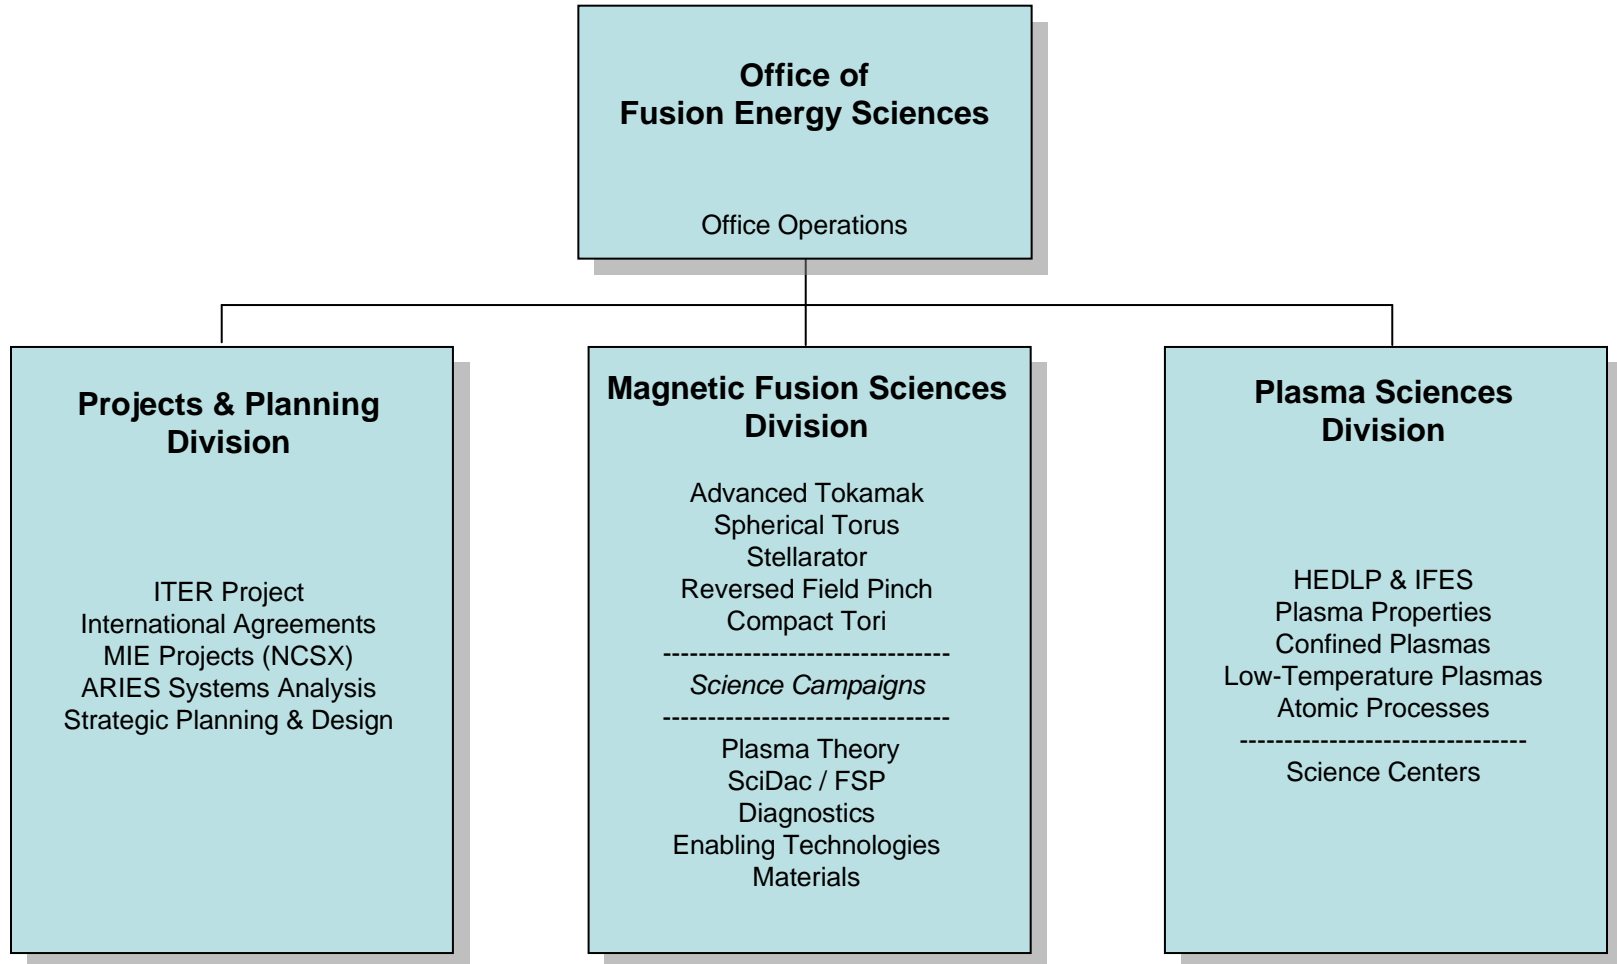 Office of
Fusion Energy Sciences
Office Operations
Projects & Planning
Division
ITER Project
International Agreements
MIE Projects (NCSX)
ARIES Systems Analysis
Strategic Planning & Design
Magnetic Fusion Sciences
Division
Advanced Tokamak
Spherical Torus
Stellarator
Reversed Field Pinch
Compact Tori
--------------------------------
Science Campaigns
--------------------------------
Plasma Theory
SciDac / FSP
Diagnostics
Enabling Technologies
Materials
Plasma Sciences
Division
HEDLP & IFES
Plasma Properties
Confined Plasmas
Low-Temperature Plasmas
Atomic Processes
--------------------------------
Science Centers